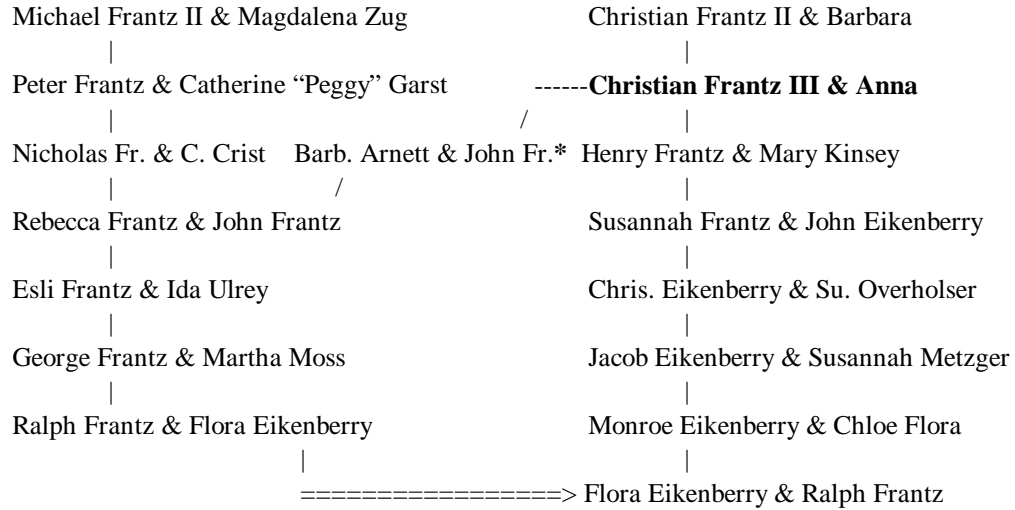 Michael Frantz II & Magdalena Zug Christian Frantz II & Barbara
| |
Peter Frantz & Catherine “Peggy” Garst ------Christian Frantz III & Anna
| / |
Nicholas Fr. & C. Crist Barb. Arnett & John Fr.* Henry Frantz & Mary Kinsey
| / |
Rebecca Frantz & John Frantz Susannah Frantz & John Eikenberry
| |
Esli Frantz & Ida Ulrey Chris. Eikenberry & Su. Overholser
| |
George Frantz & Martha Moss Jacob Eikenberry & Susannah Metzger
| |
Ralph Frantz & Flora Eikenberry Monroe Eikenberry & Chloe Flora
| |
=================> Flora Eikenberry & Ralph Frantz